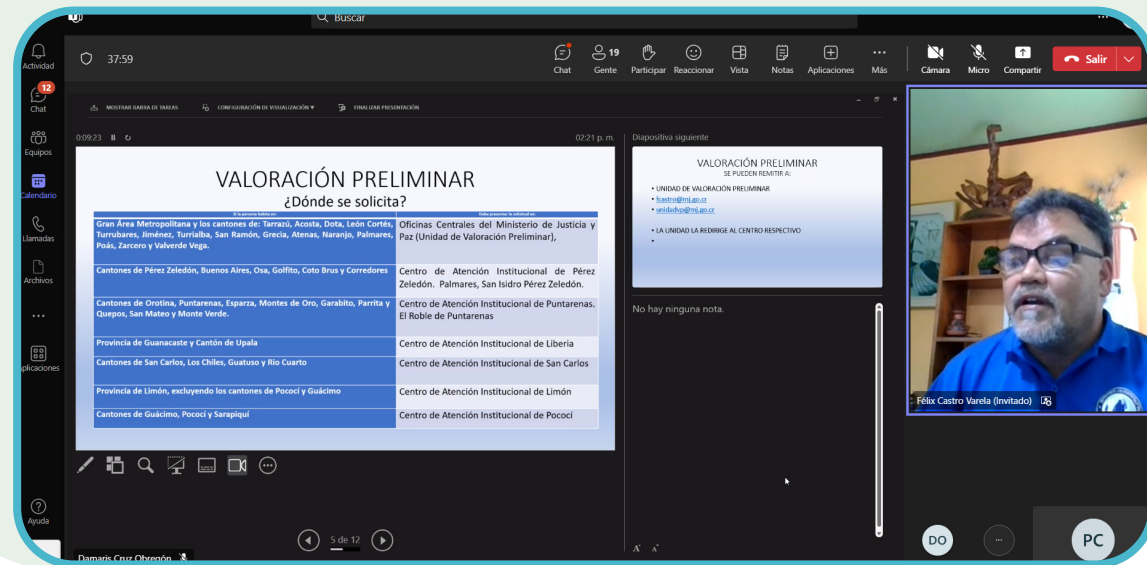 Buscar
37:59
Chat
19
Gente
Participar
Reaccionar
Vista
Notas
Aplicaciones
Más
Cámara
Micro
Compartir
Salir
Actividad
12
Chat
Equipos
Calendario
Llamadas
Archivos
plicaciones
Ayuda
MOSTRAR BARRA DE TAREAS
CONFIGURACIÓN DE VISUALIZACIÓN
FINALIZAR PRESENTACIÓN
0:09:23
02:21 p. m.
VALORACIÓN PRELIMINAR
¿Dónde se solicita?
Si la persona habita en:
Debe presentar la solicitud en:
Gran Área Metropolitana y los cantones de: Tarrazú, Acosta, Dota, León Cortés,
Turrubares, Jiménez, Turrialba, San Ramón, Grecia, Atenas, Naranjo, Palmares,
Poás, Zarcero y Valverde Vega.
Oficinas Centrales del Ministerio de Justicia y
Paz (Unidad de Valoración Preliminar),
Cantones de Pérez Zeledón, Buenos Aires, Osa, Golfito, Coto Brus y Corredores
Centro de Atención Institucional de Pérez
Zeledón. Palmares, San Isidro Pérez Zeledón.
Cantones de Orotina, Puntarenas, Esparza, Montes de Oro, Garabito, Parrita y
Quepos, San Mateo y Monte Verde.
Centro de Atención Institucional de Puntarenas.
El Roble de Puntarenas
Provincia de Guanacaste y Cantón de Upala
Centro de Atención Institucional de Liberia
Cantones de San Carlos, Los Chiles, Guatuso y Río Cuarto
Centro de Atención Institucional de San Carlos
Provincia de Limón, excluyendo los cantones de Pococí y Guácimo
Centro de Atención Institucional de Limón
Cantones de Guácimo, Pococí y Sarapiquí
Centro de Atención Institucional de Pococí
5 de 12
Damaris Cruz Obregón
Diapositiva siguiente
VALORACIÓN PRELIMINAR
SE PUEDEN REMITIR A:
• UNIDAD DE VALORACIÓN PRELIMINAR
• fcastro@mj.go.cr
• unidadvp@mj.go.cr
• LA UNIDAD LA REDIRIGE AL CENTRO RESPECTIVO
•
No hay ninguna nota.
Félix Castro Varela (Invitado)
DO
...
PC